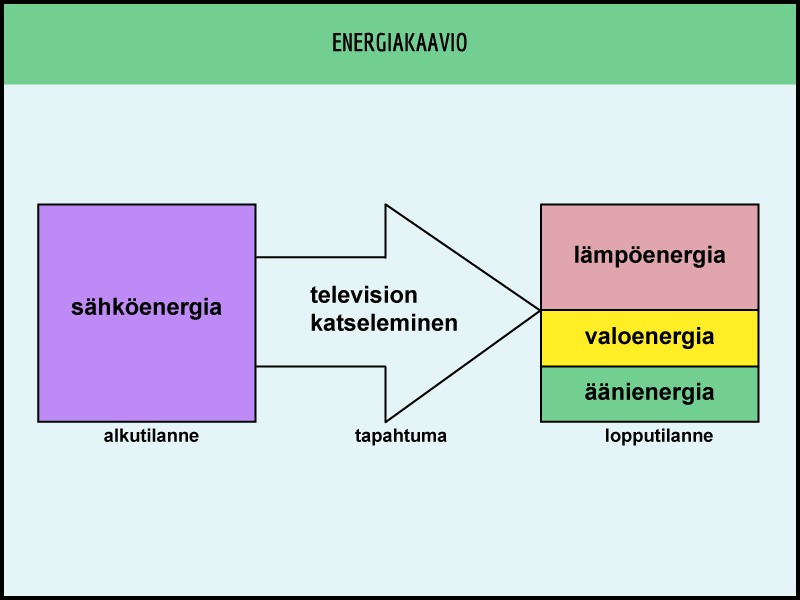 ENERGIAKAAVIO
sähköenergia
television
katseleminen
lämpöenergia
valoenergia
äänienergia
alkutilanne
tapahtuma
lopputilanne